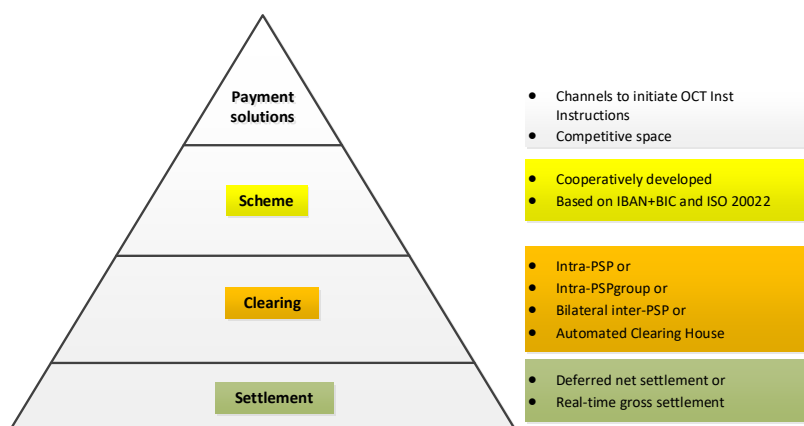 Payment
solutions
• Channels to initiate OCT Inst
Instructions
• Competitive space
Scheme
• Cooperatively developed
• Based on IBAN+BIC and ISO 20022
Clearing
• Intra-PSP or
• Intra-PSPgroup or
• Bilateral inter-PSP or
• Automated Clearing House
Settlement
• Deferred net settlement or
• Real-time gross settlement